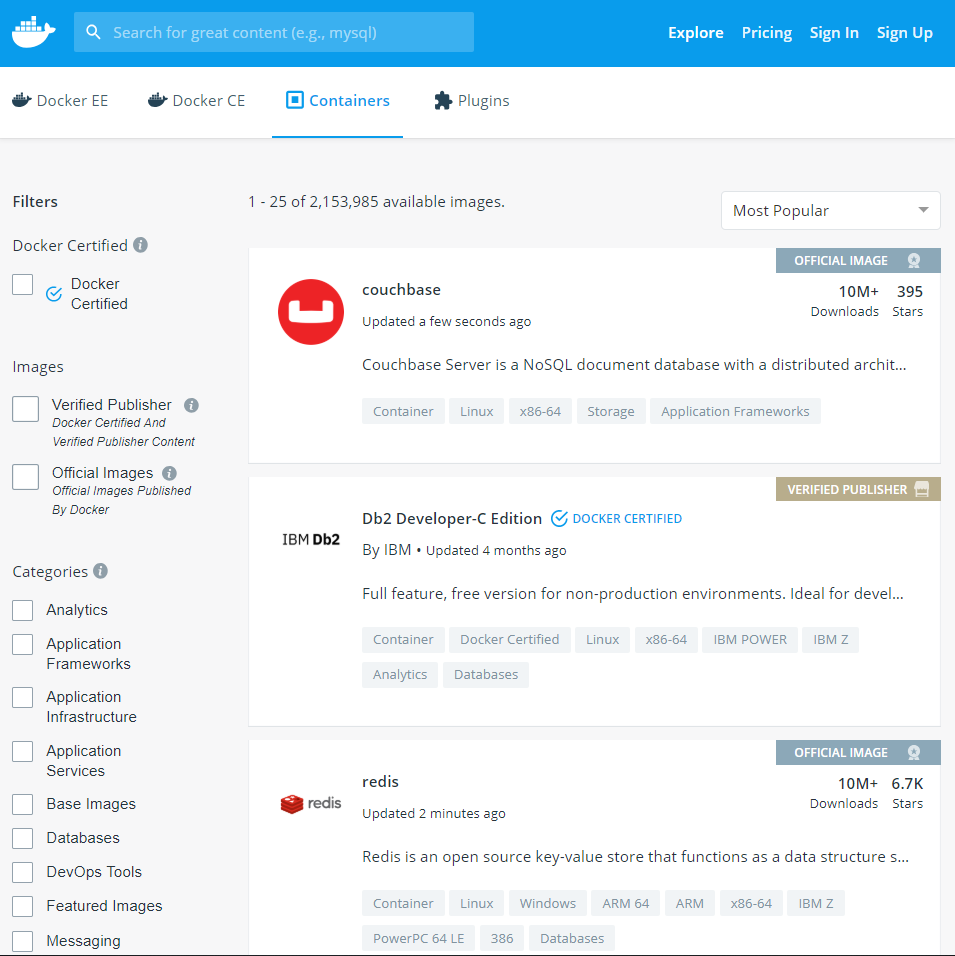 Search for great content (e.g., mysql)
Explore
Pricing
Sign In
Sign Up
Docker EE
Docker CE
Containers
Plugins
Filters
Docker Certified
Docker
Certified
Images
Verified Publisher
Docker Certified And
Verified Publisher Content
Official Images
Official Images Published
By Docker
Categories
Analytics
Application
Frameworks
Application
Infrastructure
Application
Services
Base Images
Databases
DevOps Tools
Featured Images
Messaging
1 - 25 of 2,153,985 available images.
Most Popular
OFFICIAL IMAGE
couchbase
Updated a few seconds ago
10M+ 395
Downloads Stars
Couchbase Server is a NoSQL document database with a distributed archit...
Container Linux x86-64 Storage Application Frameworks
VERIFIED PUBLISHER
IBM Db2
Db2 Developer-C Edition DOCKER CERTIFIED
By IBM • Updated 4 months ago
Full feature, free version for non-production environments. Ideal for devel...
Container Docker Certified Linux x86-64 IBM POWER IBM Z
Analytics Databases
OFFICIAL IMAGE
redis
redis
Updated 2 minutes ago
10M+ 6.7K
Downloads Stars
Redis is an open source key-value store that functions as a data structure s...
Container Linux Windows ARM 64 ARM x86-64 IBM Z
PowerPC 64 LE 386 Databases